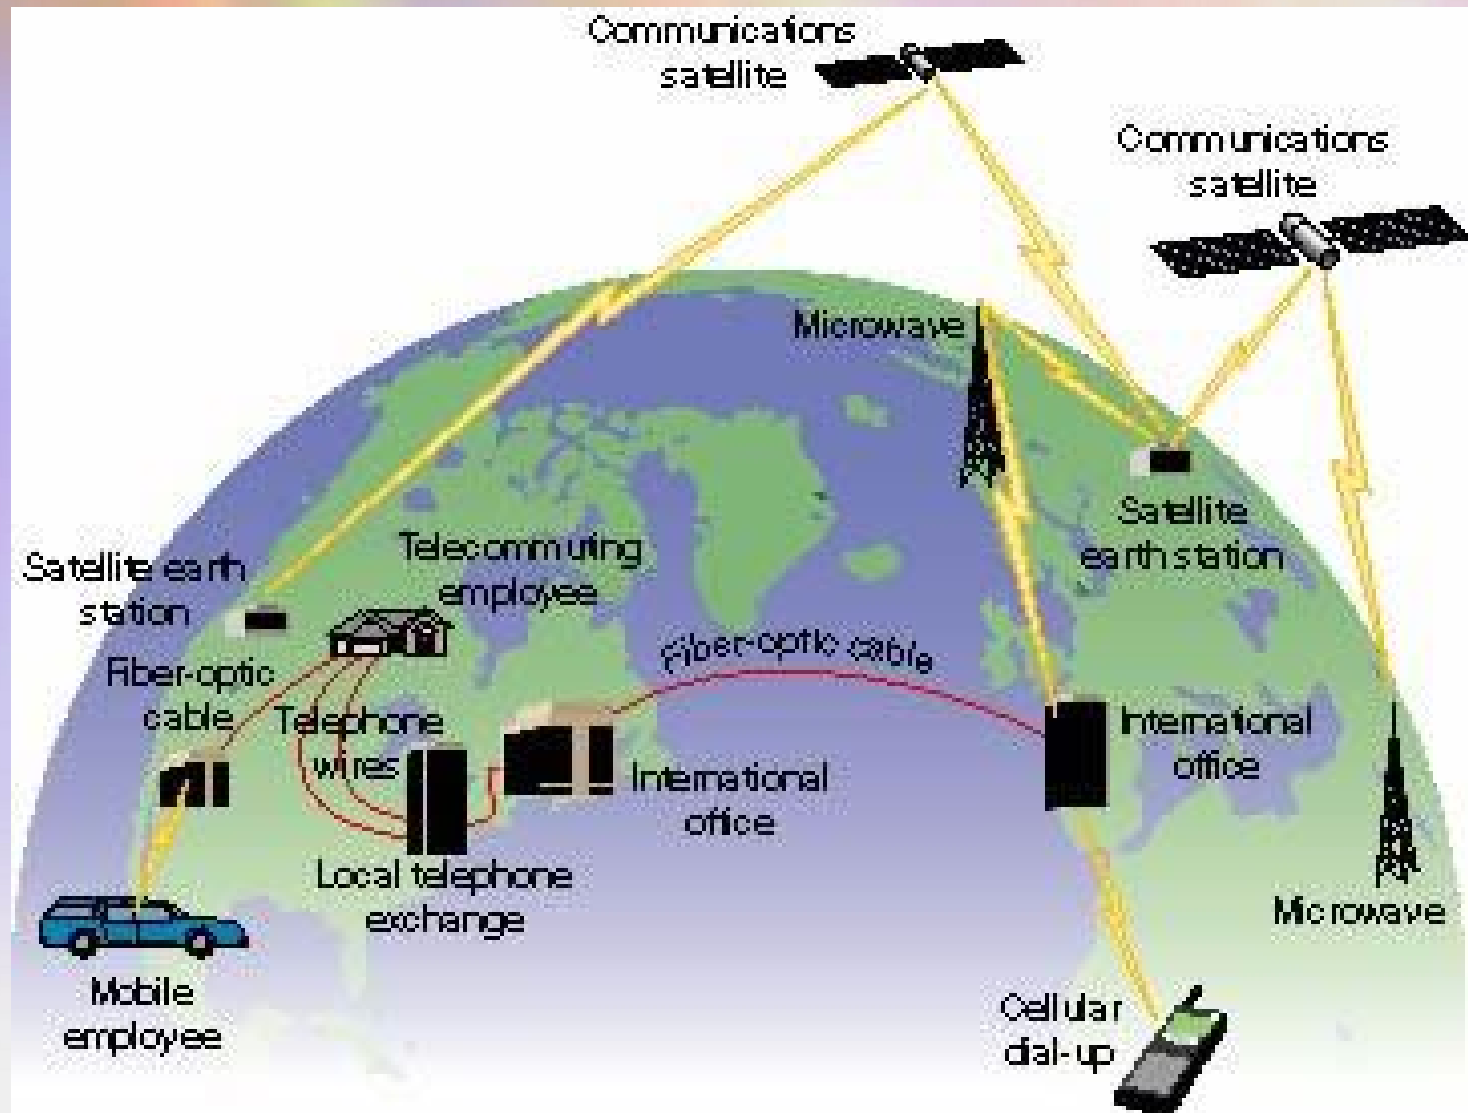 Communications
satellite
Communications
satellite
Microwave
Satellite
earth station
Telecommuting
employee
Satellite earth
station
Fiber-optic cable
Fiber-optic
cable
Telephone
wires
International
office
International
office
Local telephone
exchange
Microwave
Mobile
employee
Cellular
dial-up